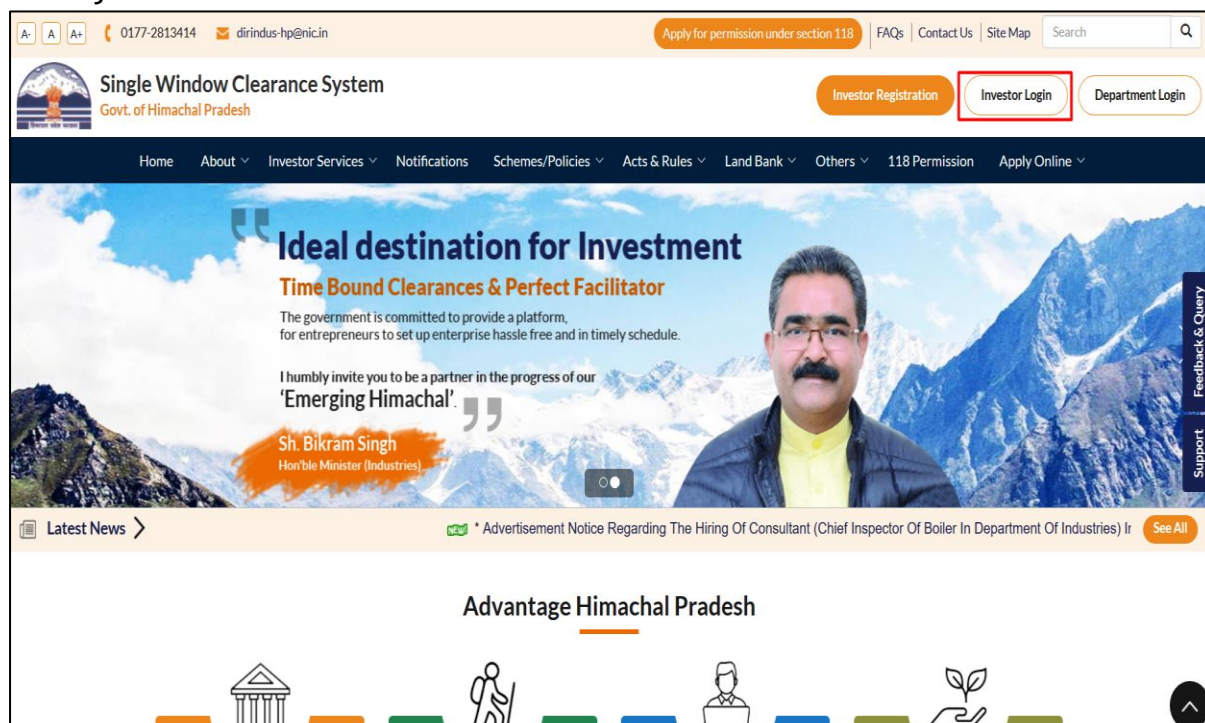 A- A A+ 0177-2813414 dirindus-hp@nic.in Apply for permission under section 118 FAQs Contact Us Site Map Search
Single Window Clearance System
Govt. of Himachal Pradesh
Investor Registration Investor Login Department Login
Home About Investor Services Notifications Schemes/Policies Acts & Rules Land Bank Others 118 Permission Apply Online
Ideal destination for Investment
Time Bound Clearances & Perfect Facilitator
The government is committed to provide a platform,
for entrepreneurs to set up enterprise hassle free and in timely schedule.
I humbly invite you to be a partner in the progress of our
‘Emerging Himachal’.
Sh. Bikram Singh
Hon'ble Minister (Industries)
Feedback & Query
Support
Latest News NEW! * Advertisement Notice Regarding The Hiring Of Consultant (Chief Inspector Of Boiler In Department Of Industries) See All
Advantage Himachal Pradesh